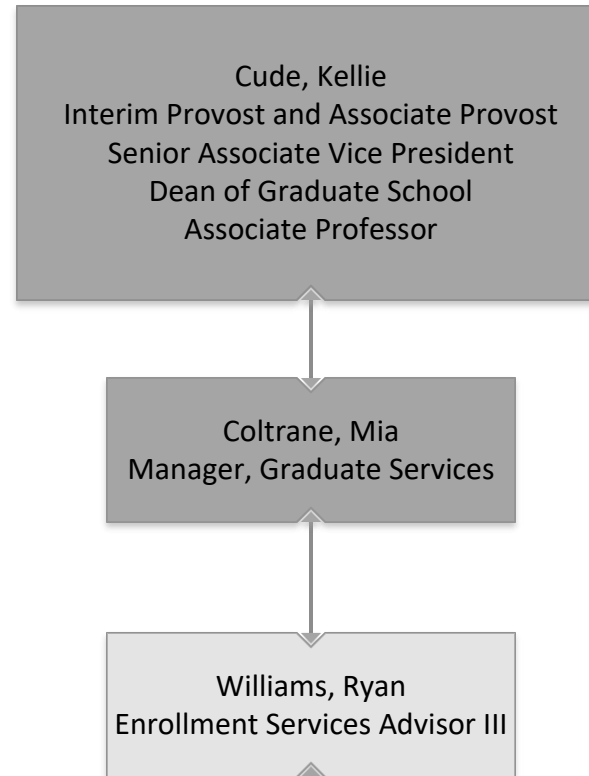 Cude, Kellie
Interim Provost and Associate Provost
Senior Associate Vice President
Dean of Graduate School
Associate Professor
Coltrane, Mia
Manager, Graduate Services
Williams, Ryan
Enrollment Services Advisor III